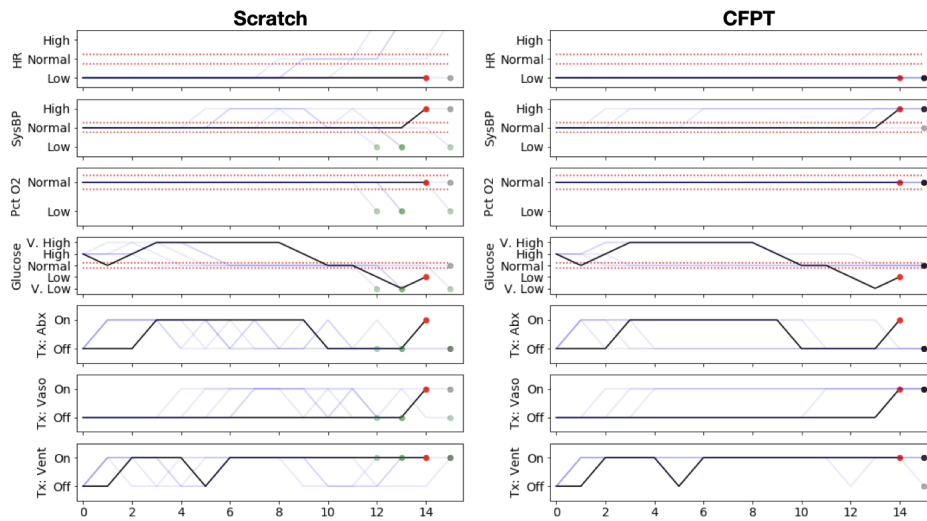 Scratch
CFPT
HR
High
Normal
Low
HR
High
Normal
Low
SysBP
High
Normal
Low
SysBP
High
Normal
Low
Pct O2
Normal
Low
Pct O2
Normal
Low
Glucose
V. High
High
Normal
Low
V. Low
Glucose
V. High
High
Normal
Low
V. Low
Tx: Abx
On
Off
Tx: Abx
On
Off
Tx: Vaso
On
Off
Tx: Vaso
On
Off
Tx: Vent
On
Off
Tx: Vent
On
Off
0 2 4 6 8 10 12 14
0 2 4 6 8 10 12 14